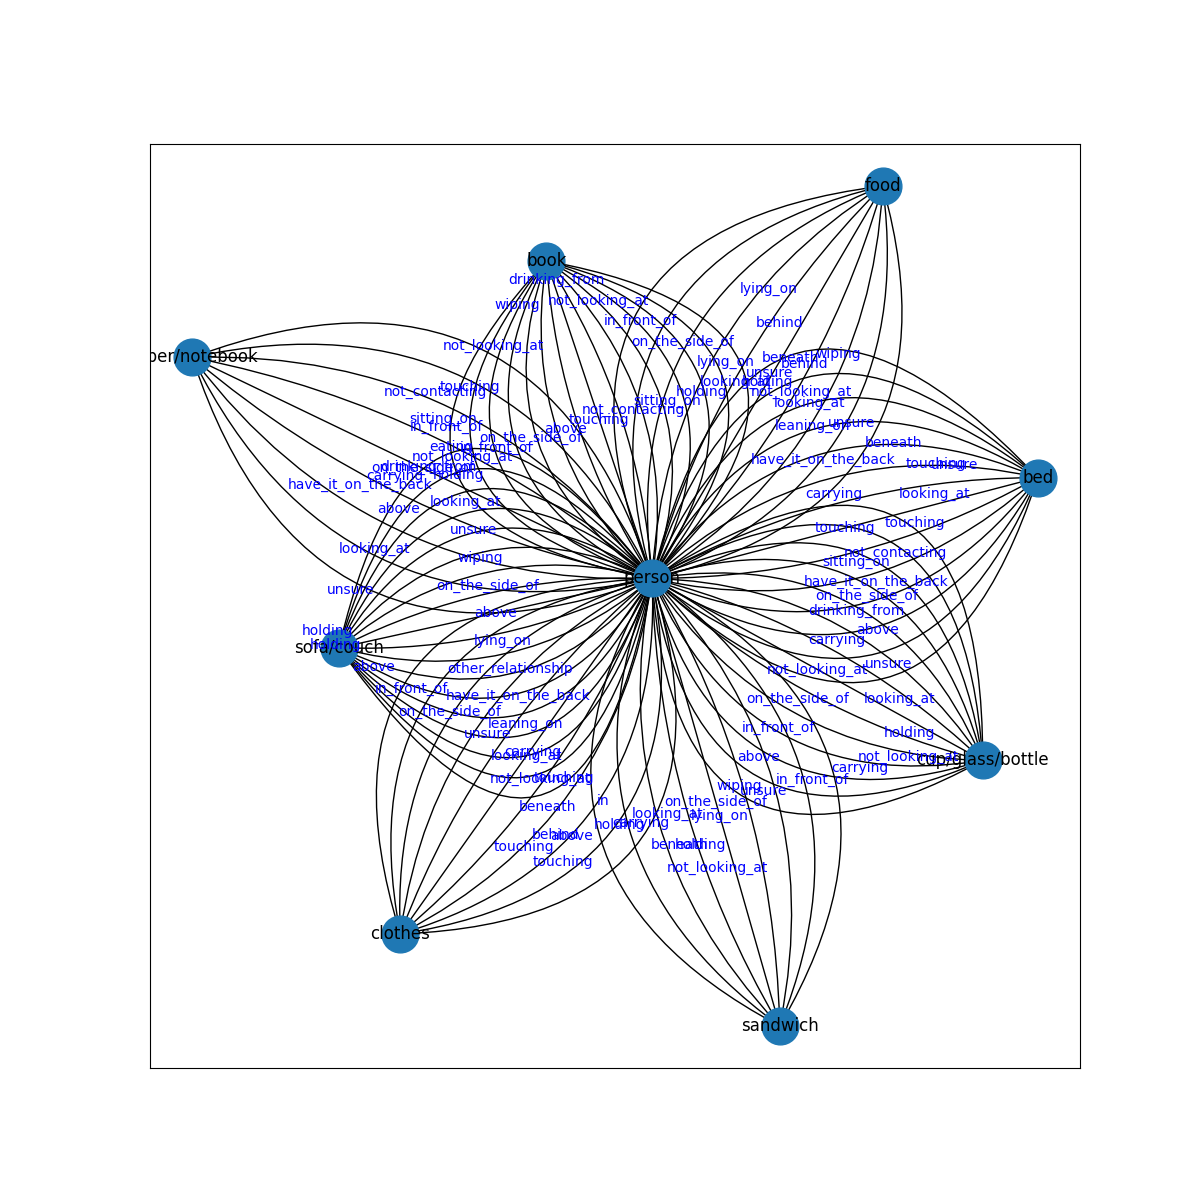 food
book
drinking_from
lying_on
not_looking_at
wiping
in_front_of
behind
on_the_side_of
not_looking_at
per/notebook
beneath
wiping
lying_on
behind
unsure
looking_at
holding
touching
not_contacting
holding
not_looking_at
sitting_on
looking_at
not_contacting
sitting_on
touching
in_front_of
leaning_on
unsure
above
on_the_side_of
eating
in_front_of
beneath
not_looking_at
have_it_on_the_back
touching
unsure
on_the_side_of
drinking_from
carrying
holding
bed
have_it_on_the_back
carrying
looking_at
looking_at
above
touching
touching
unsure
looking_at
not_contacting
wiping
sitting_on
person
have_it_on_the_back
on_the_side_of
unsure
on_the_side_of
drinking_from
above
holding
above
carrying
lying_on
holding
sofa/couch
above
other_relationship
not_looking_at
unsure
in_front_of
have_it_on_the_back
on_the_side_of
looking_at
on_the_side_of
leaning_on
in_front_of
unsure
holding
carrying
looking_at
above
not_looking_at
cup/glass/bottle
carrying
not_looking_at
touching
in_front_of
wiping
unsure
in
on_the_side_of
beneath
looking_at
lying_on
holding
carrying
behind
above
touching
beneath
holding
touching
not_looking_at
clothes
sandwich